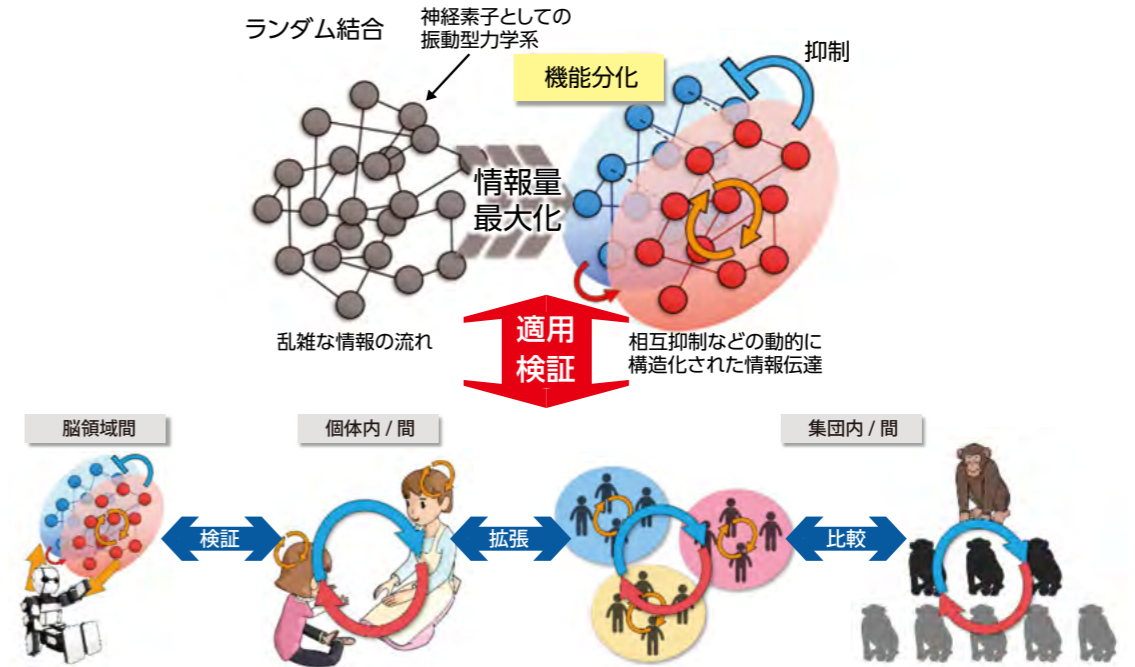 ランダム結合
神経素子としての
振動型力学系
機能分化
抑制
情報量
最大化
乱雑な情報の流れ
適用
検証
相互抑制などの動的に
構造化された情報伝達
脳領域間
個体内 / 間
集団内 / 間
検証
拡張
比較